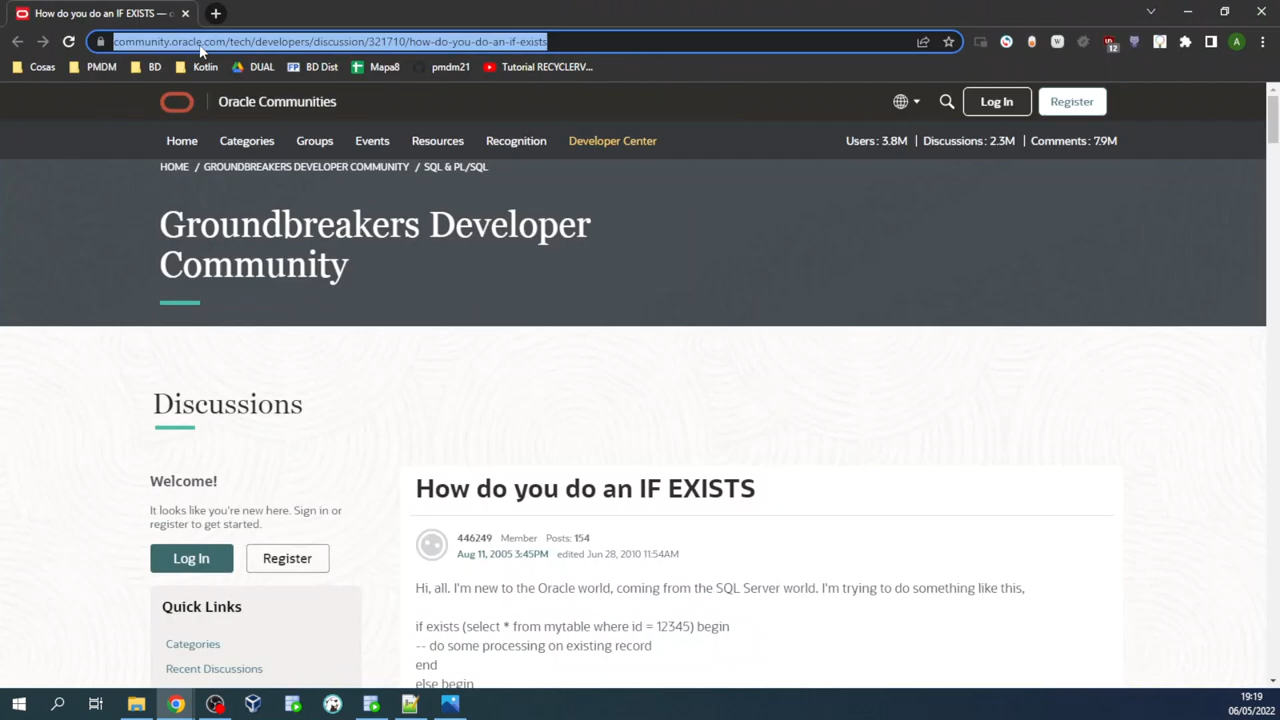 How do you do an IF EXISTS —
community.oracle.com/tech/developers/discussion/321710/how-do-you-do-an-if-exists
Cosas PMDM BD Kotlin DUAL BD Dist Mapa8 pmdm21 Tutorial RECYCLERV...
Oracle Communities
Log In Register
Home Categories Groups Events Resources Recognition Developer Center
Users : 3.8M Discussions : 2.3M Comments : 7.9M
HOME / GROUNDBREAKERS DEVELOPER COMMUNITY / SQL & PL/SQL
Groundbreakers Developer
Community
Discussions
Welcome!
It looks like you're new here. Sign in or
register to get started.
Log In Register
Quick Links
Categories
Recent Discussions
How do you do an IF EXISTS
446249 Member Posts: 154
Aug 11, 2005 3:45PM edited Jun 28, 2010 11:54AM
Hi, all. I'm new to the Oracle world, coming from the SQL Server world. I'm trying to do something like this,
if exists (select * from mytable where id = 12345) begin
-- do some processing on existing record
end
else begin
19:19
06/05/2022